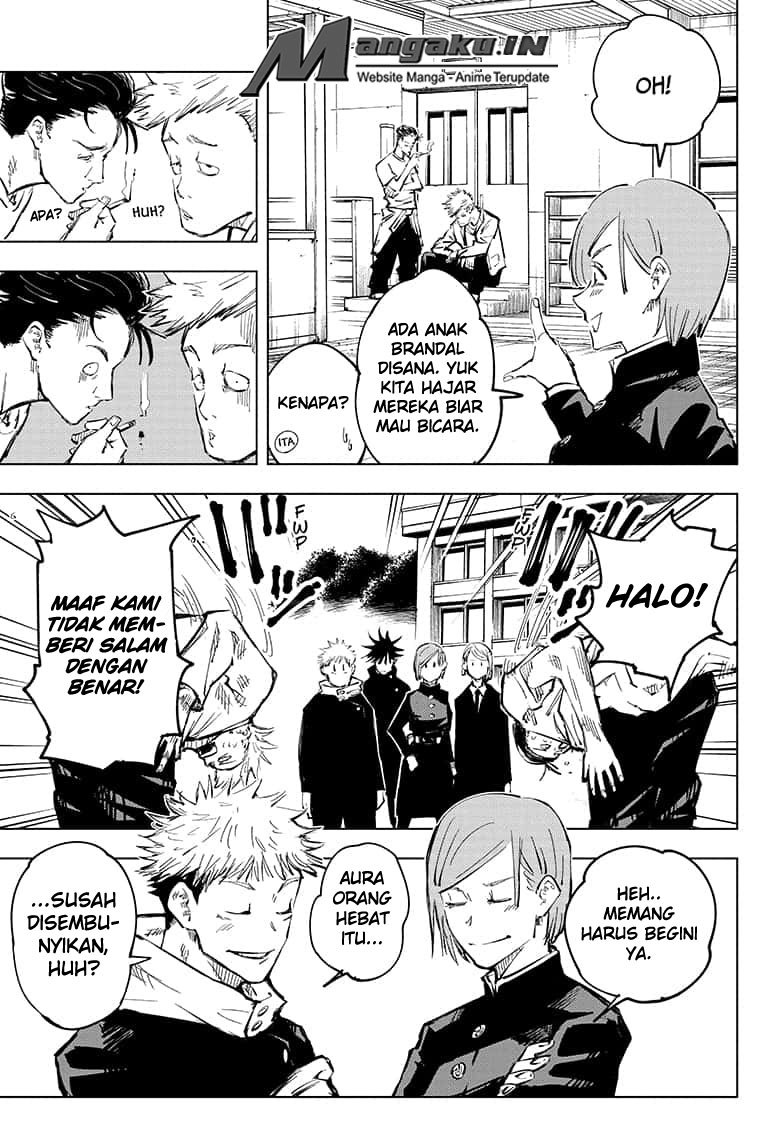 Mangaku.iN
Website Manga - Anime Terupdate
OH!
ADA ANAK
BRANDAL
DISANA. YUK
KITA HAJAR
MEREKA BIAR
MAU BICARA.
KENAPA?
ITA
HUH?
APA?
HALO!
FWP
FWP
MAAF KAMI
TIDAK MEM-
BERI SALAM
DENGAN
BENAR!
HEH..
MEMANG
HARUS BEGINI
YA.
AURA
ORANG
HEBAT
ITU...
...SUSAH
DISEMBU-
NYIKAN,
HUH?